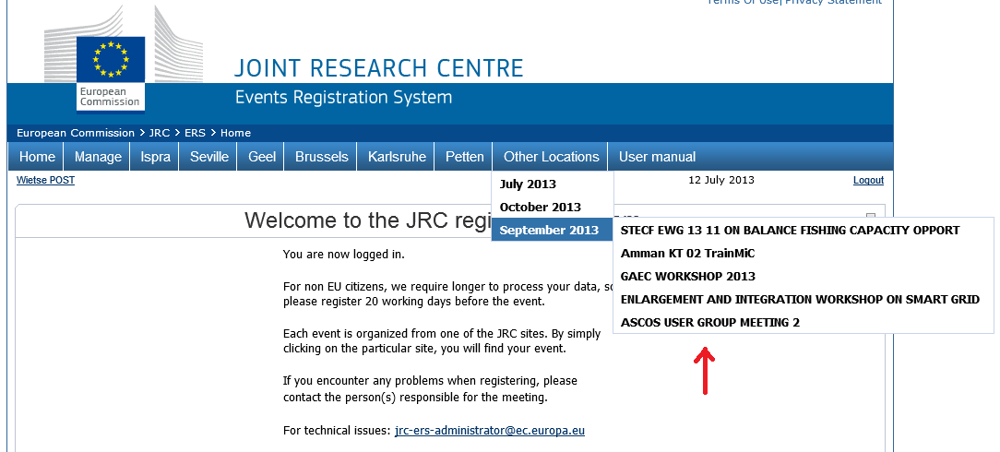 Terms Of Use| Privacy Statement
JOINT RESEARCH CENTRE
European
Commission
Events Registration System
European Commission > JRC > ERS > Home
Home Manage Ispra Seville Geel Brussels Karlsruhe Petten Other Locations User manual
Wietse POST 12 July 2013 Logout
July 2013
October 2013
September 2013
STECF EWG 13 11 ON BALANCE FISHING CAPACITY OPPORT
Amman KT 02 TrainMiC
GAEC WORKSHOP 2013
ENLARGEMENT AND INTEGRATION WORKSHOP ON SMART GRID
ASCOS USER GROUP MEETING 2
Welcome to the JRC regi
You are now logged in.
For non EU citizens, we require longer to process your data, so
please register 20 working days before the event.
Each event is organized from one of the JRC sites. By simply
clicking on the particular site, you will find your event.
If you encounter any problems when registering, please
contact the person(s) responsible for the meeting.
For technical issues: jrc-ers-administrator@ec.europa.eu